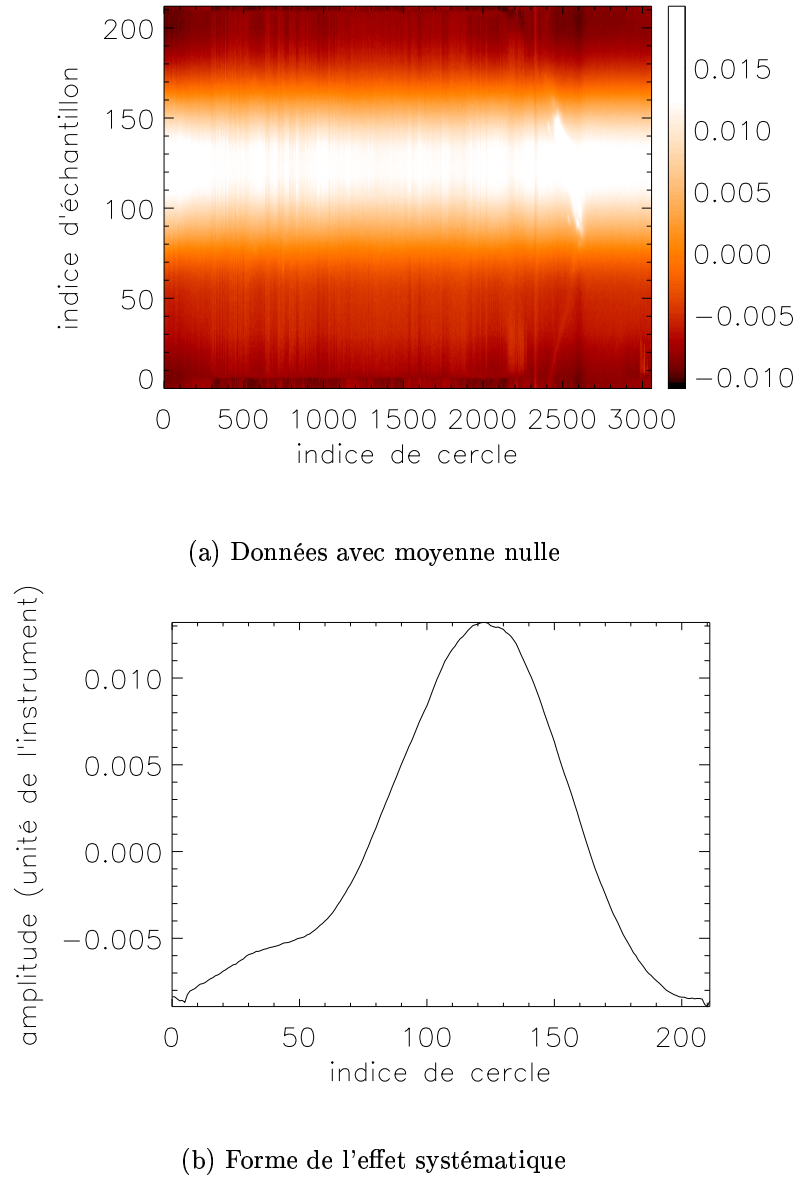 200
150
100
50
0
indice d'échantillon
0 500 1000 1500 2000 2500 3000
indice de cercle
0.015
0.010
0.005
0.000
−0.005
−0.010
(a) Données avec moyenne nulle
amplitude (unité de l'instrument)
0.010
0.005
0.000
−0.005
0 50 100 150 200
indice de cercle
(b) Forme de l'effet systématique